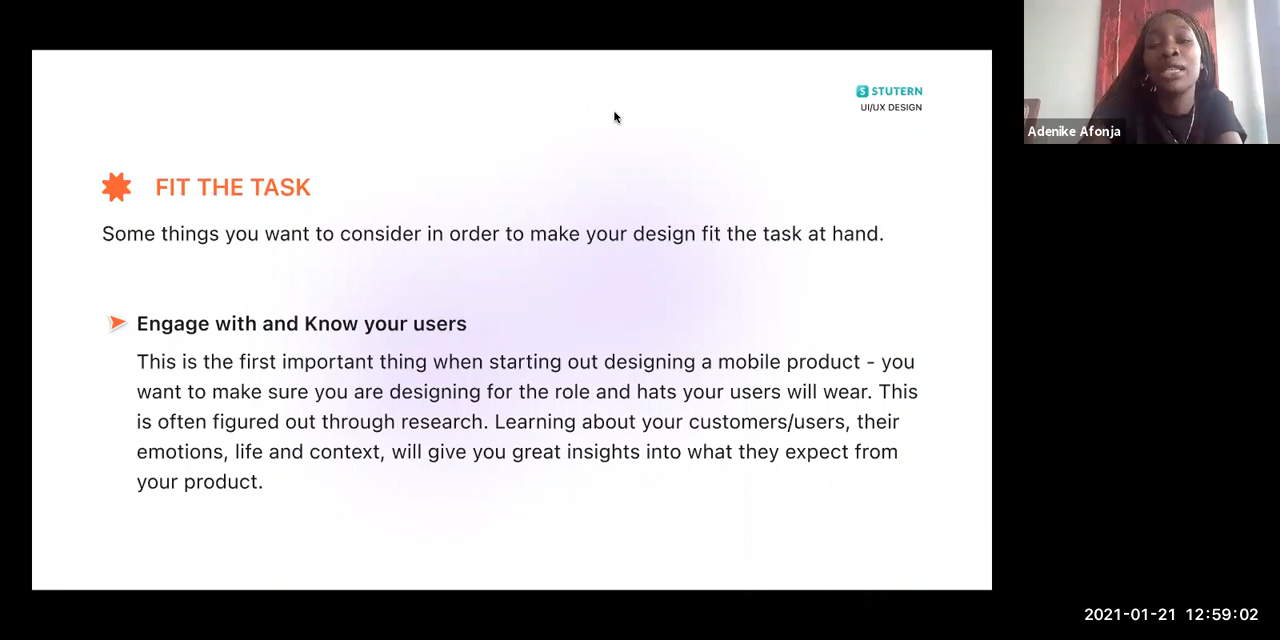 S STUTERN
UI/UX DESIGN
FIT THE TASK
Some things you want to consider in order to make your design fit the task at hand.
Engage with and Know your users
This is the first important thing when starting out designing a mobile product - you
want to make sure you are designing for the role and hats your users will wear. This
is often figured out through research. Learning about your customers/users, their
emotions, life and context, will give you great insights into what they expect from
your product.
Adenike Afonja
2021-01-21 12:59:02